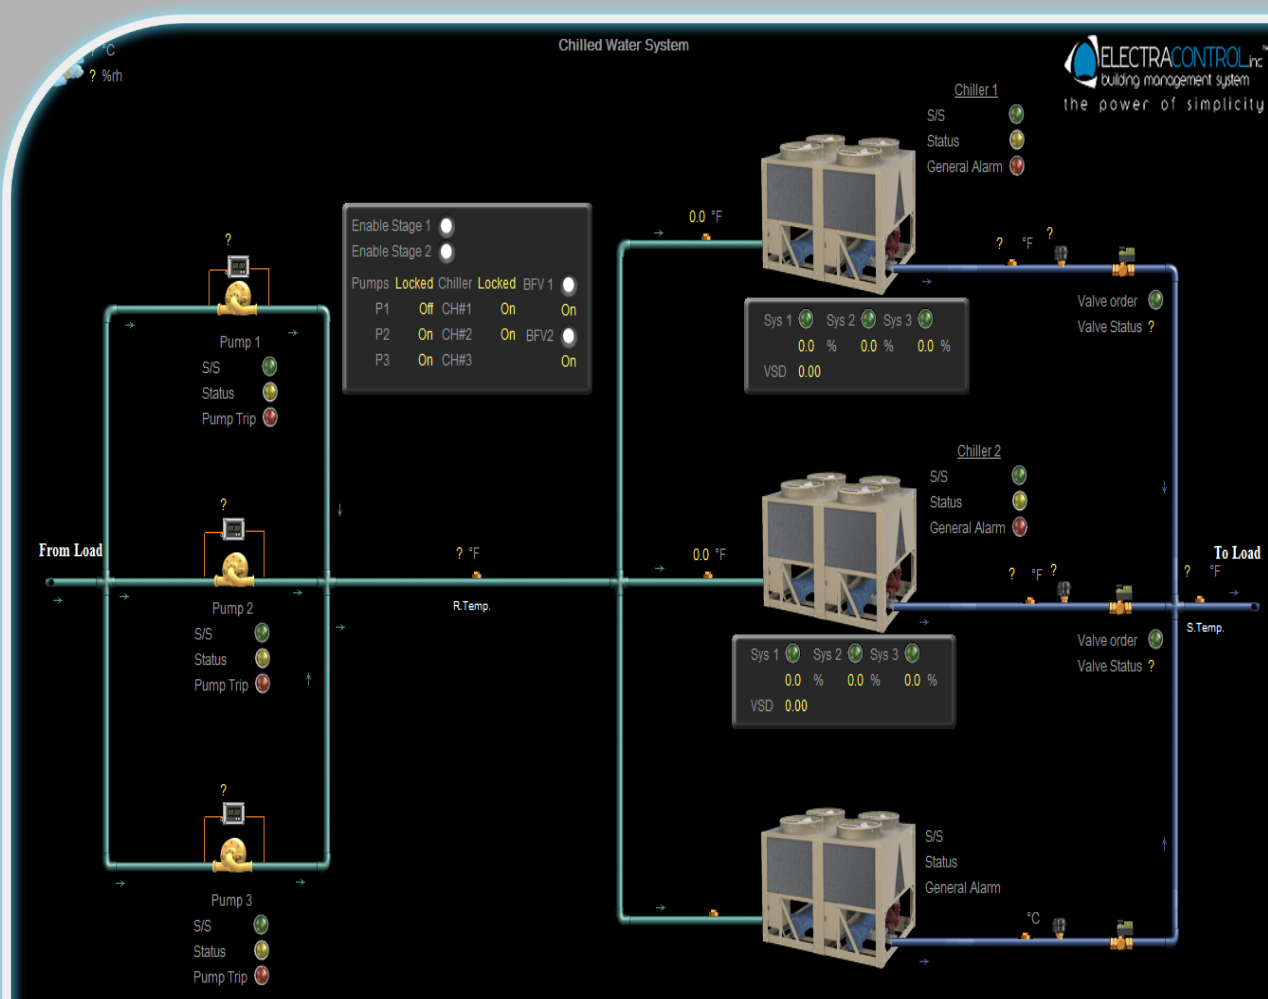 ? °C
? %rh
Chilled Water System
ELECTRACONTROL.inc™
building management system
the power of simplicity
Chiller 1
S/S
Status
General Alarm
0.0 °F
? °F ?
Valve order
Valve Status ?
Sys 1 Sys 2 Sys 3
0.0 % 0.0 % 0.0 %
VSD 0.00
Enable Stage 1
Enable Stage 2
Pumps Locked Chiller Locked BFV 1
P1 Off CH#1 On On
P2 On CH#2 On BFV2
P3 On CH#3 On
?
Pump 1
S/S
Status
Pump Trip
Chiller 2
S/S
Status
General Alarm
?
From Load
Pump 2
S/S
Status
Pump Trip
? °F
R.Temp.
0.0 °F
? °F ?
To Load
? °F
S.Temp.
Valve order
Valve Status ?
Sys 1 Sys 2 Sys 3
0.0 % 0.0 % 0.0 %
VSD 0.00
?
Pump 3
S/S
Status
Pump Trip
S/S
Status
General Alarm
°C